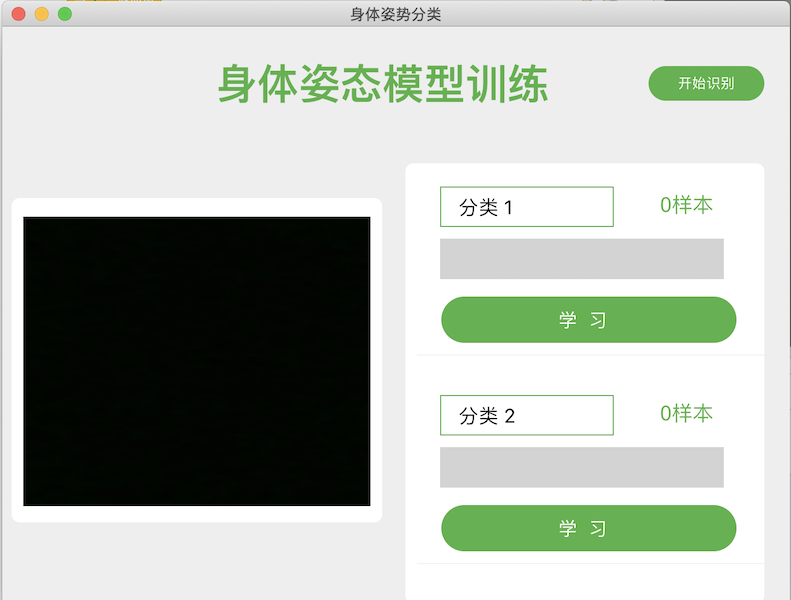 身体姿势分类
身体姿态模型训练
开始识别
分类 1
0样本
学 习
分类 2
0样本
学 习